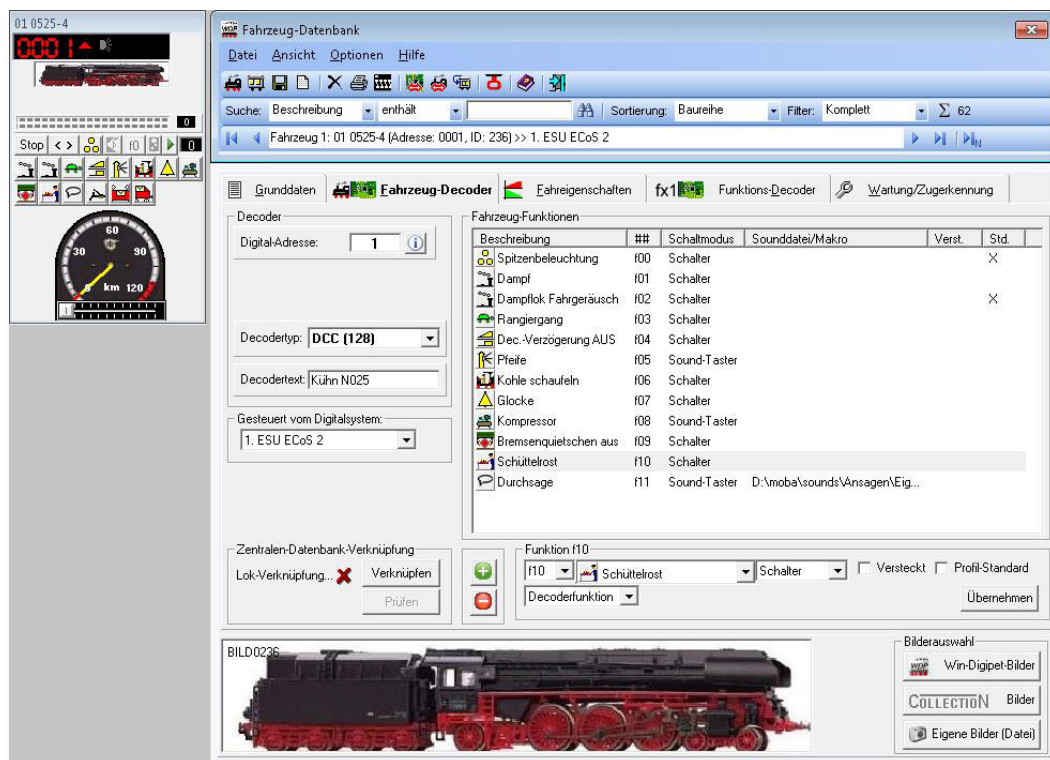 01 0525-4
0001
0
Stop < > f0 0
60
30 90
0 km 120
Fahrzeug-Datenbank
Datei Ansicht Optionen Hilfe
Suche: Beschreibung enthält Sortierung: Baureihe Filter: Komplett Σ 62
Fahrzeug 1: 01 0525-4 (Adresse: 0001, ID: 236) >> 1. ESU ECoS 2
Grunddaten Fahrzeug-Decoder Fahreigenschaften fx1 Funktions-Decoder Wartung/Zugerkennung
Decoder
Digital-Adresse: 1
Decodertyp: DCC (128)
Decodertext: Kühn N025
Gesteuert vom Digitalsystem:
1. ESU ECoS 2
Fahrzeug-Funktionen
Beschreibung ## Schaltmodus Sounddatei/Makro Verst. Std.
Spitzenbeleuchtung f00 Schalter X
Dampf f01 Schalter
Dampflok Fahrgeräusch f02 Schalter X
Rangiergang f03 Schalter
Dec.-Verzögerung AUS f04 Schalter
Pfeife f05 Sound-Taster
Kohle schaufeln f06 Schalter
Glocke f07 Schalter
Kompressor f08 Sound-Taster
Bremsenquietschen aus f09 Schalter
Schüttelrost f10 Schalter
Durchsage f11 Sound-Taster D:\moba\sounds\Ansagen\Eig...
Zentralen-Datenbank-Verknüpfung
Lok-Verknüpfung... Verknüpfen
Prüfen
Funktion f10
f10 Schüttelrost Schalter Versteckt Profil-Standard
Decoderfunktion Übernehmen
BILD0236
Bilderauswahl
WDP Win-Digipet-Bilder
COLLECTION Bilder
Eigene Bilder (Datei)